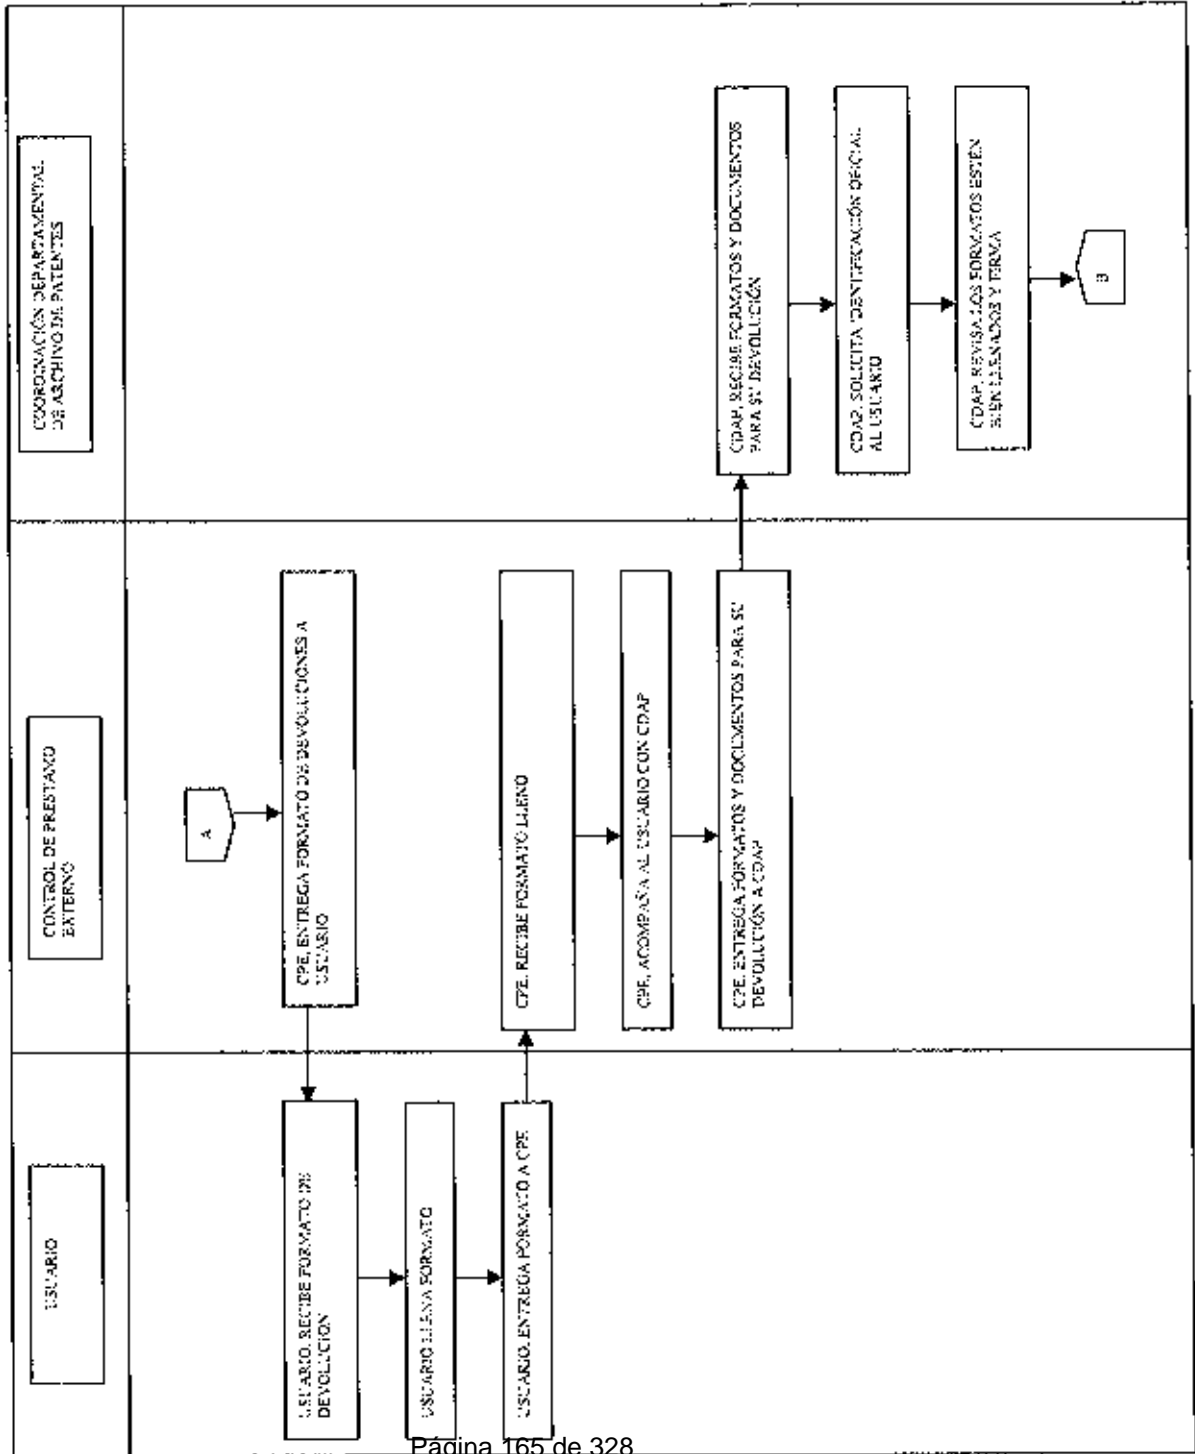 USUARIO
CONTROL DE PRESTAMO
EXTERNO
COORDINACIÓN DEPARTAMENTAL
DE ARCHIVO DE PATENTES
A
CPE, ENTREGA FORMATO DE DEVOLUCIONES A
USUARIO
USUARIO, RECIBE FORMATO DE
DEVOLUCION
USUARIO LLENA FORMATO
USUARIO, ENTREGA FORMATO A CPE
CPE, RECIBE FORMATO LLENO
CPE, ACOMPAÑA AL USUARIO CON CDAP
CPE, ENTREGA FORMATOS Y DOCUMENTOS PARA SU
DEVOLUCIÓN A CDAP
CDAP, RECIBE FORMATOS Y DOCUMENTOS
PARA SU DEVOLUCIÓN
CDAP, SOLICITA IDENTIFICACIÓN OFICIAL
AL USUARIO
CDAP, REVISA LOS FORMATOS ESTÉN
BIEN LLENADOS Y FIRMA
B
Página 165 de 328